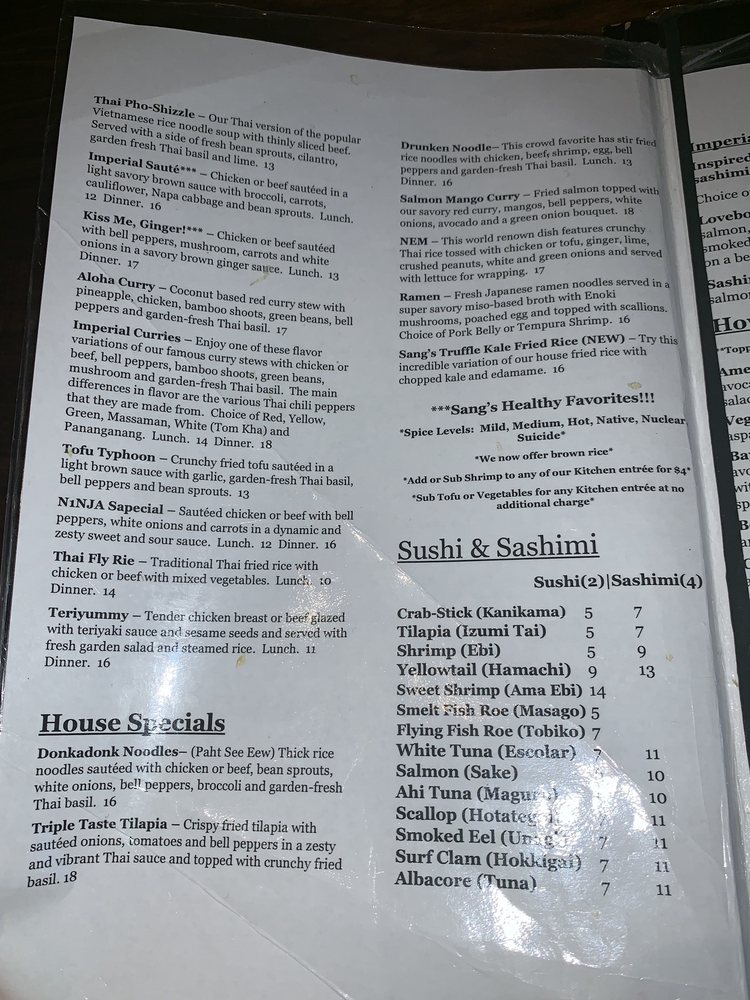 Thai Pho-Shizzle – Our Thai version of the popular
Vietnamese rice noodle soup with thinly sliced beef.
Served with a side of fresh bean sprouts, cilantro,
garden fresh Thai basil and lime. 13
Imperial Sauté*** – Chicken or beef sautéed in a
light savory brown sauce with broccoli, carrots,
cauliflower, Napa cabbage and bean sprouts. Lunch.
12 Dinner. 16
Kiss Me, Ginger!*** – Chicken or beef sautéed
with bell peppers, mushroom, carrots and white
onions in a savory brown ginger sauce. Lunch. 13
Dinner. 17
Aloha Curry – Coconut based red curry stew with
pineapple, chicken, bamboo shoots, green beans, bell
peppers and garden-fresh Thai basil. 17
Imperial Curries – Enjoy one of these flavor
variations of our famous curry stews with chicken or
beef, bell peppers, bamboo shoots, green beans,
mushroom and garden-fresh Thai basil. The main
differences in flavor are the various Thai chili peppers
that they are made from. Choice of Red, Yellow,
Green, Massaman, White (Tom Kha) and
Pananganang. Lunch. 14 Dinner. 18
Tofu Typhoon – Crunchy fried tofu sautéed in a
light brown sauce with garlic, garden-fresh Thai basil,
bell peppers and bean sprouts. 13
N1NJA Sapecial – Sautéed chicken or beef with bell
peppers, white onions and carrots in a dynamic and
zesty sweet and sour sauce. Lunch. 12 Dinner. 16
Thai Fly Rie – Traditional Thai fried rice with
chicken or beef with mixed vegetables. Lunch. 10
Dinner. 14
Teriyummy – Tender chicken breast or beef glazed
with teriyaki sauce and sesame seeds and served with
fresh garden salad and steamed rice. Lunch. 11
Dinner. 16
House Specials
Donkadonk Noodles– (Paht See Eew) Thick rice
noodles sautéed with chicken or beef, bean sprouts,
white onions, bell peppers, broccoli and garden-fresh
Thai basil. 16
Triple Taste Tilapia – Crispy fried tilapia with
sautéed onions, tomatoes and bell peppers in a zesty
and vibrant Thai sauce and topped with crunchy fried
basil. 18
Drunken Noodle– This crowd favorite has stir fried
rice noodles with chicken, beef, shrimp, egg, bell
peppers and garden-fresh Thai basil. Lunch. 13
Dinner. 16
Salmon Mango Curry – Fried salmon topped with
our savory red curry, mangos, bell peppers, white
onions, avocado and a green onion bouquet. 18
NEM – This world renown dish features crunchy
Thai rice tossed with chicken or tofu, ginger, lime,
crushed peanuts, white and green onions and served
with lettuce for wrapping. 17
Ramen – Fresh Japanese ramen noodles served in a
super savory miso-based broth with Enoki
mushrooms, poached egg and topped with scallions.
Choice of Pork Belly or Tempura Shrimp. 16
Sang's Truffle Kale Fried Rice (NEW) – Try this
incredible variation of our house fried rice with
chopped kale and edamame. 16
***Sang's Healthy Favorites!!!
*Spice Levels: Mild, Medium, Hot, Native, Nuclear,
Suicide*
*We now offer brown rice*
*Add or Sub Shrimp to any of our Kitchen entrée for $4*
*Sub Tofu or Vegetables for any Kitchen entrée at no
additional charge*
Sushi & Sashimi
Sushi(2)|Sashimi(4)
Crab-Stick (Kanikama) 5 7
Tilapia (Izumi Tai) 5 7
Shrimp (Ebi) 5 9
Yellowtail (Hamachi) 9 13
Sweet Shrimp (Ama Ebi) 14
Smelt Fish Roe (Masago) 5
Flying Fish Roe (Tobiko) 7
White Tuna (Escolar) 7 11
Salmon (Sake) 10
Ahi Tuna 10
Scallop 7 11
Smoked Eel 7 11
Surf Clam (Hokkigai) 7 11
Albacore (Tuna) 7 11
Inspired
sashimi
Choice o
salmon,
smoked
on a be
Sashi
salmo